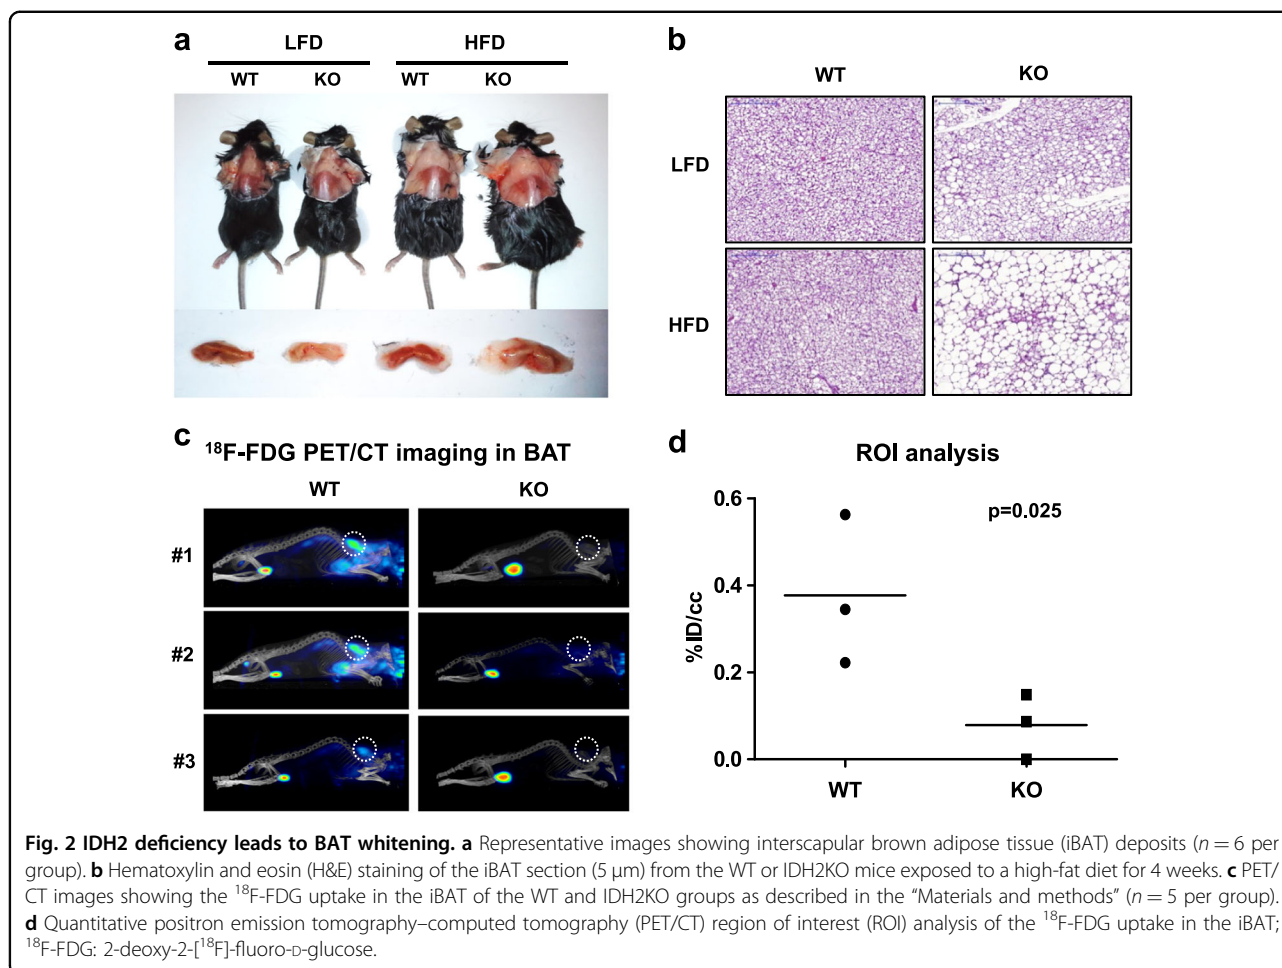 a
LFD
HFD
WT
KO
WT
KO
b
WT
KO
LFD
HFD
c
¹⁸F-FDG PET/CT imaging in BAT
WT
KO
#1
#2
#3
d
ROI analysis
p=0.025
%ID/cc
0.6
0.4
0.2
0.0
WT
KO
Fig. 2 IDH2 deficiency leads to BAT whitening. a Representative images showing interscapular brown adipose tissue (iBAT) deposits (n = 6 per
group). b Hematoxylin and eosin (H&E) staining of the iBAT section (5 μm) from the WT or IDH2KO mice exposed to a high-fat diet for 4 weeks. c PET/
CT images showing the ¹⁸F-FDG uptake in the iBAT of the WT and IDH2KO groups as described in the “Materials and methods” (n = 5 per group).
d Quantitative positron emission tomography–computed tomography (PET/CT) region of interest (ROI) analysis of the ¹⁸F-FDG uptake in the iBAT;
¹⁸F-FDG: 2-deoxy-2-[¹⁸F]-fluoro-D-glucose.